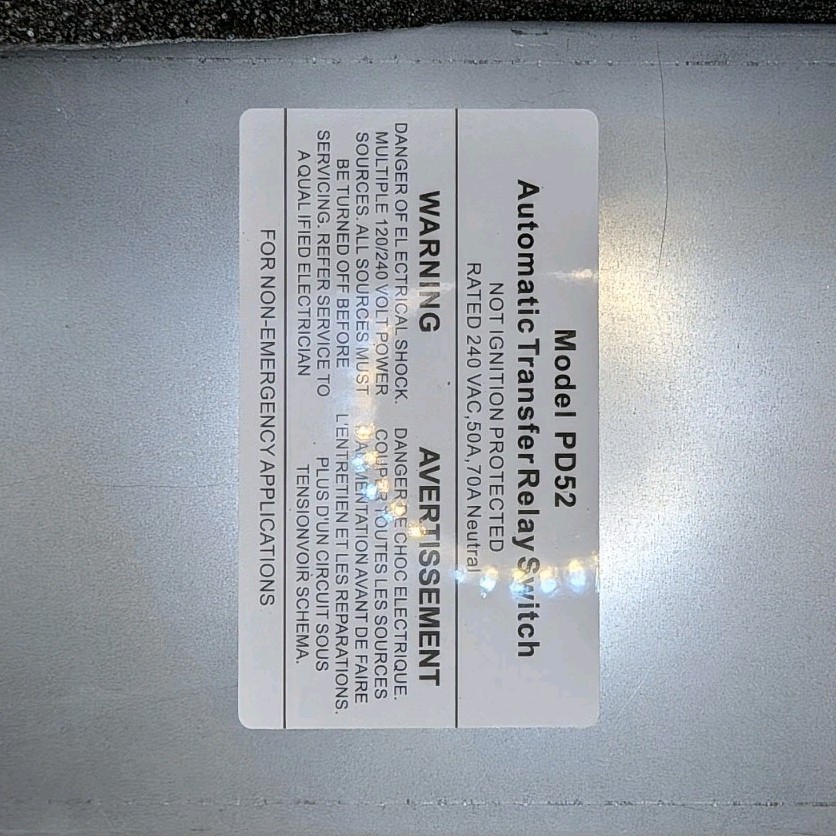 Model PD52
Automatic Transfer Relay Switch
NOT IGNITION PROTECTED
RATED 240 VAC,50A,70A Neutral
WARNING
DANGER OF ELECTRICAL SHOCK.
MULTIPLE 120/240 VOLT POWER
SOURCES. ALL SOURCES MUST
BE TURNED OFF BEFORE
SERVICING. REFER SERVICE TO
A QUALIFIED ELECTRICIAN
AVERTISSEMENT
DANGER DE CHOC ELECTRIQUE.
COUPER TOUTES LES SOURCES
AVANT DE FAIRE
L'ENTRETIEN ET LES REPARATIONS.
PLUS D'UN CIRCUIT SOUS
TENSIONVOIR SCHEMA.
FOR NON-EMERGENCY APPLICATIONS